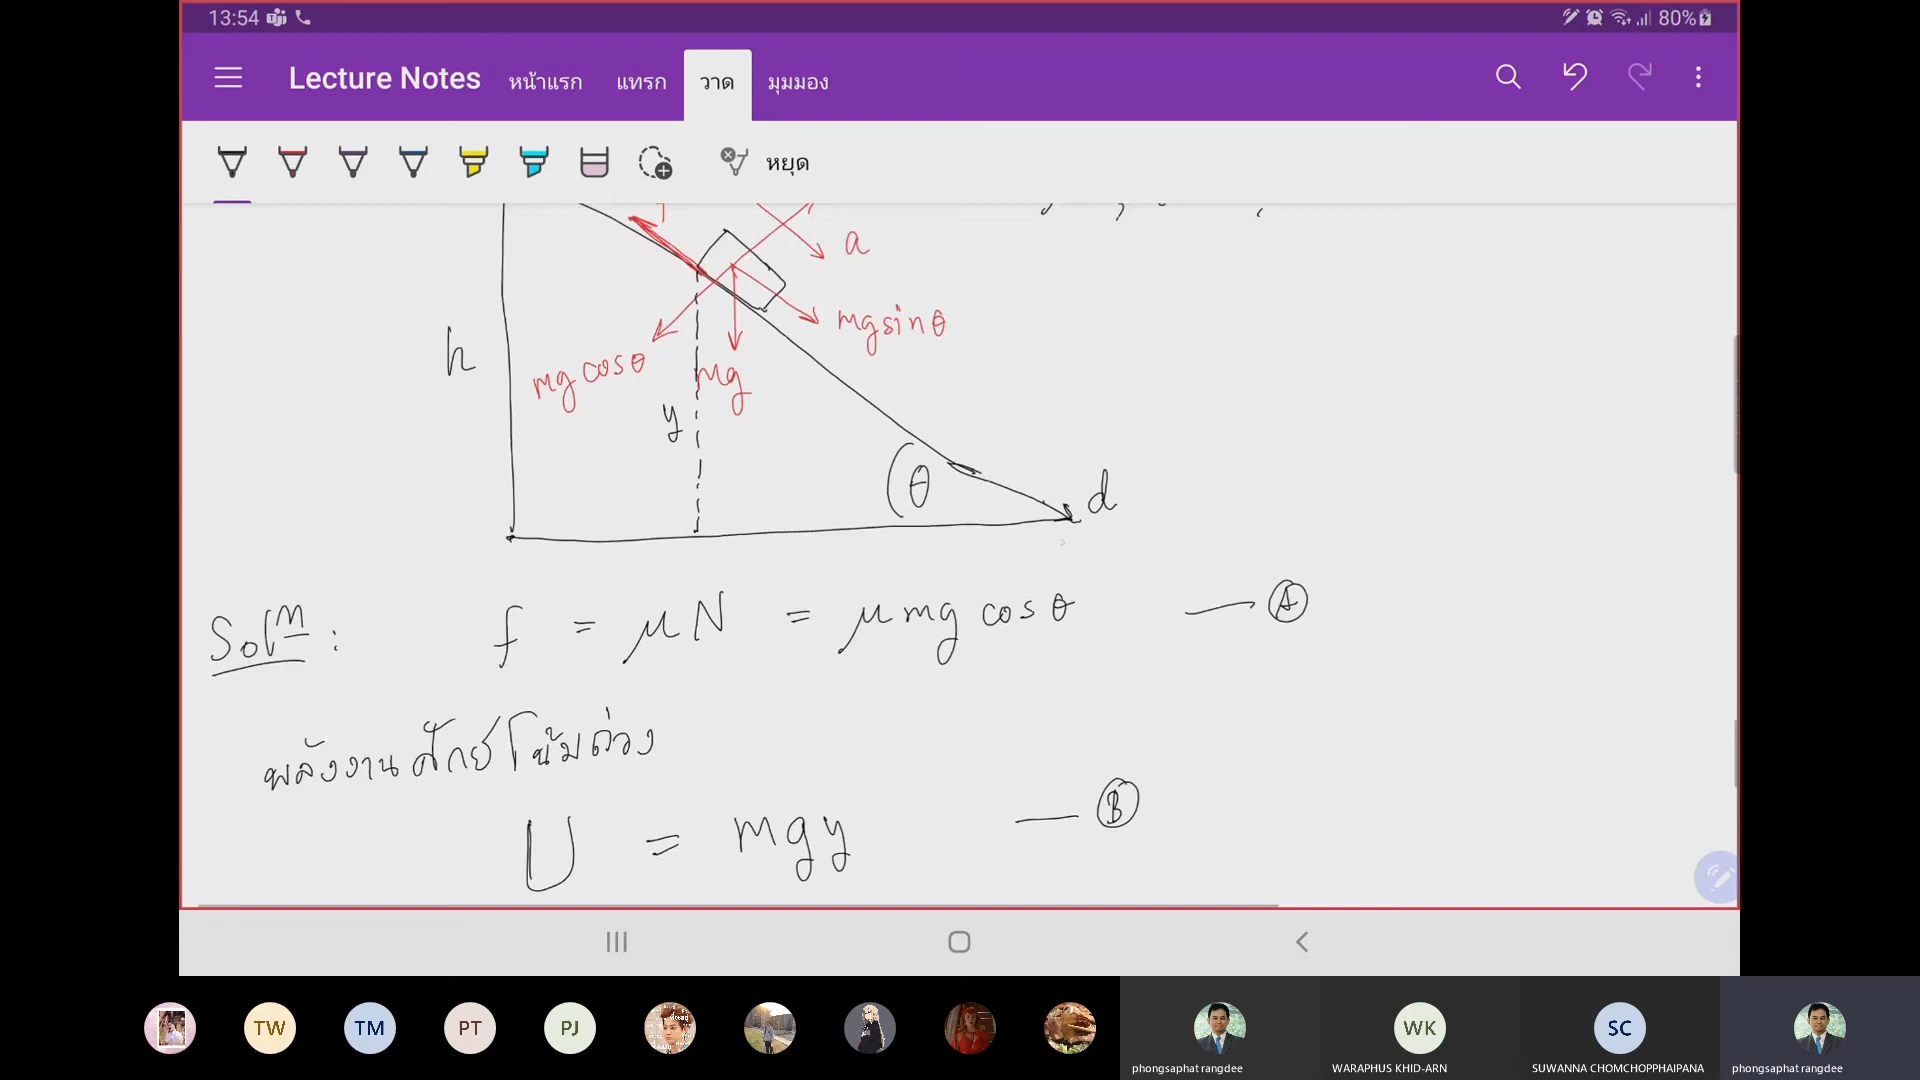 13:54 80%
Lecture Notes หน้าแรก แทรก วาด มุมมอง
หยุด
a
mg sin θ
h
mg cos θ
mg
y
θ
d
Solⁿ : f = μN = μmg cos θ — Ⓐ
พลังงานศักย์โน้มถ่วง
U = mgy — Ⓑ
TW TM PT PJ WK SC
phongsaphat rangdee WARAPHUS KHID-ARN SUWANNA CHOMCHOPPHAIPANA phongsaphat rangdee